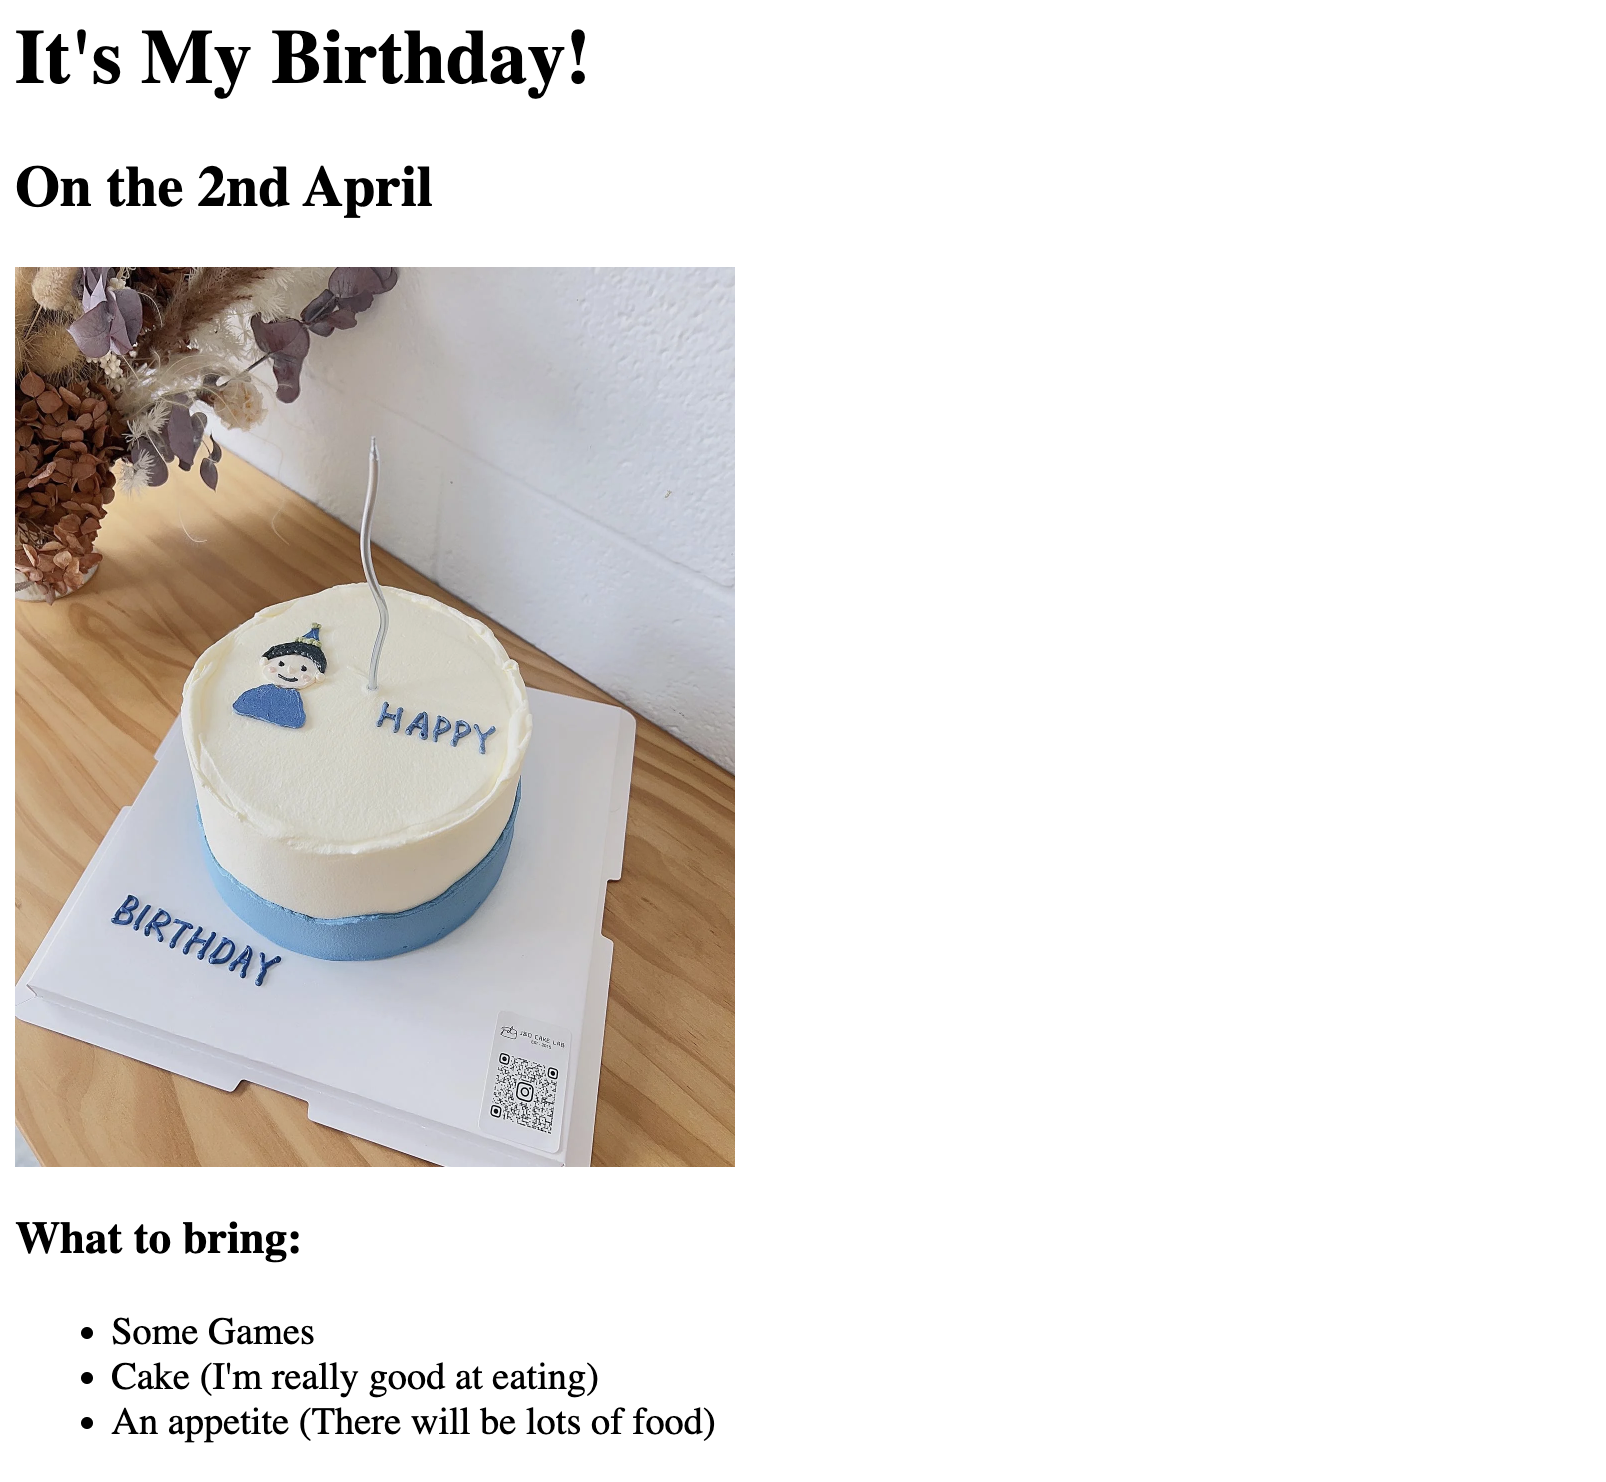 It's My Birthday!
On the 2nd April
HAPPY
BIRTHDAY
CAKE LAB
What to bring:
Some Games
Cake (I'm really good at eating)
An appetite (There will be lots of food)